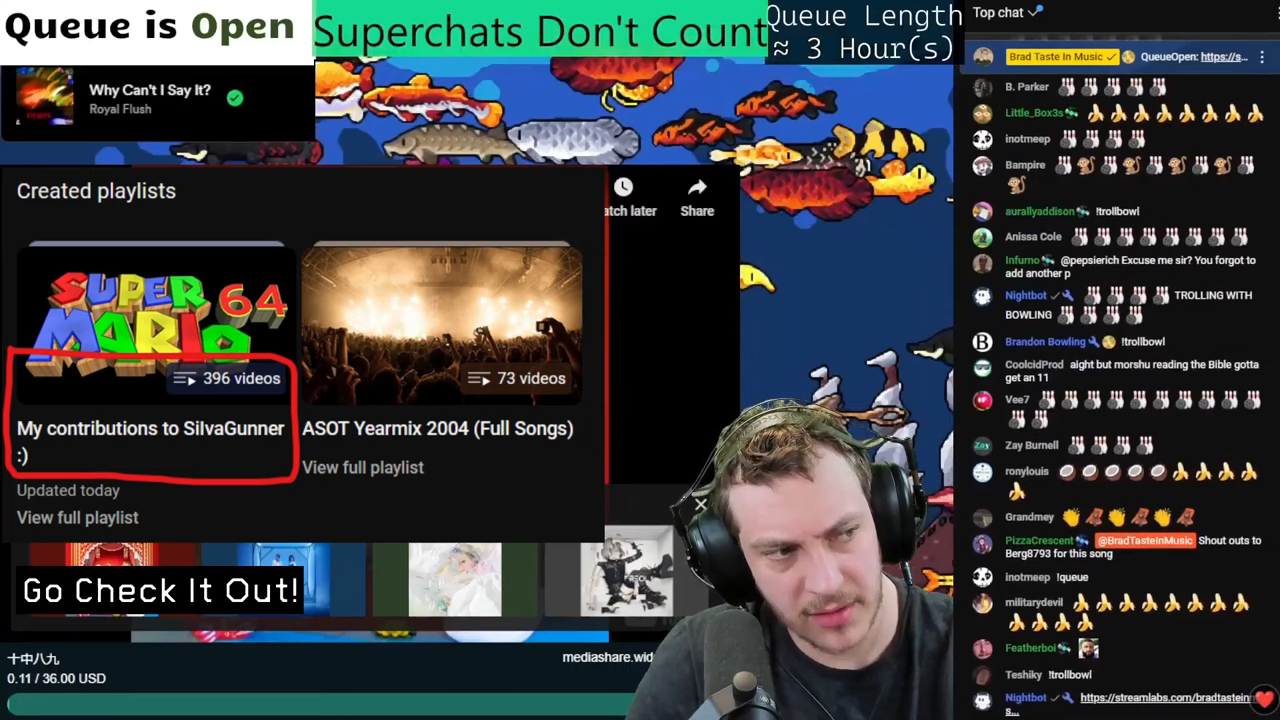 Queue is Open
Superchats Don't Count
Queue Length
≈ 3 Hour(s)
Why Can't I Say It?
Royal Flush
Created playlists
SUPER
MARIO
64
396 videos
My contributions to SilvaGunner
:)
Updated today
View full playlist
73 videos
ASOT Yearmix 2004 (Full Songs)
View full playlist
atch later
Share
Go Check It Out!
十中八九
0.11 / 36.00 USD
mediashare.wid
Top chat
Brad Taste In Music QueueOpen: https://s...
B. Parker 🎳🎳🎳🎳🎳
Little_Box3s 🍌🍌🍌🍌🍌🍌🍌🍌
inotmeep 🎳🎳🎳🎳
Bampire 🎳🐒🎳🐒🎳🐒🎳🐒🎳
🐒
aurallyaddison !trollbowl
Anissa Cole 🎳🎳🎳🎳🎳🎳🎳🎳
Infurno @pepsierich Excuse me sir? You forgot to
add another p
Nightbot 🎳🎳🎳🎳 TROLLING WITH
BOWLING 🎳🎳🎳🎳
Brandon Bowling !trollbowl
CoolcidProd aight but morshu reading the Bible gotta
get an 11
Vee7 🎳🎳🎳🎳🎳🎳🎳🎳🎳🎳
🎳🎳
Zay Burnell 🎳🎳🎳🎳
ronylouis 🥥🥥🥥🥥🥥🍌🍌🍌🍌
🍌
Grandmey 👏🦧👏🦧👏🦧
PizzaCrescent @BradTasteInMusic Shout outs to
Berg8793 for this song
inotmeep !queue
militarydevil 🍌🍌🍌🍌🍌🍌🍌🍌🍌🍌
🍌🍌🍌🍌
Featherboi
Teshiky !trollbowl
Nightbot https://streamlabs.com/bradtastein
s...